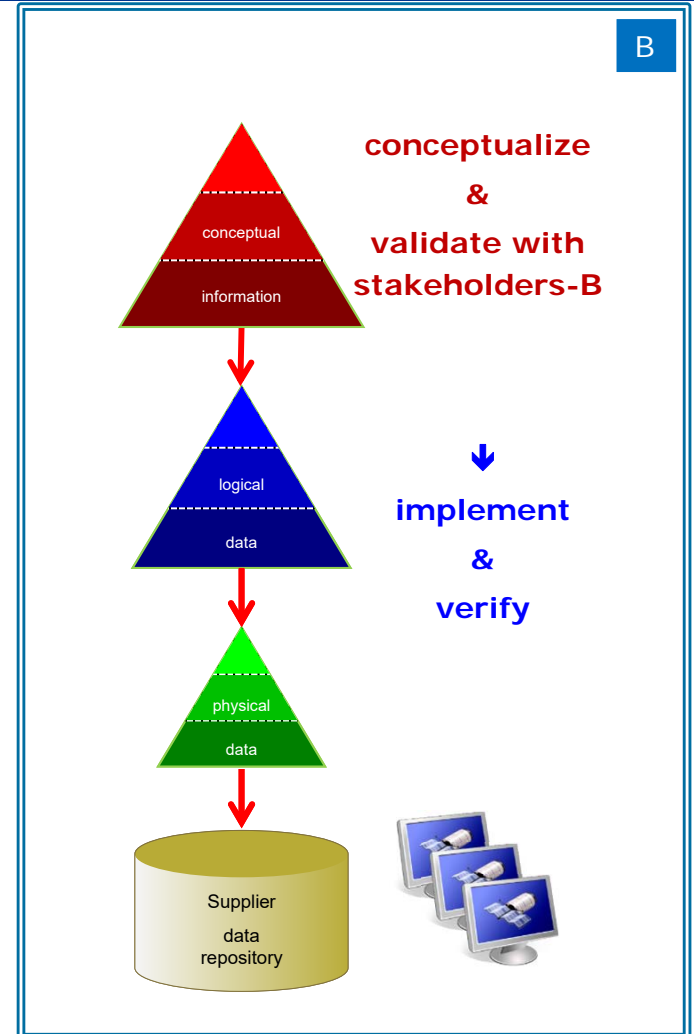 B
conceptualize
&
validate with
stakeholders-B
conceptual
information
🡻
implement
&
verify
logical
data
physical
data
Supplier
data
repository